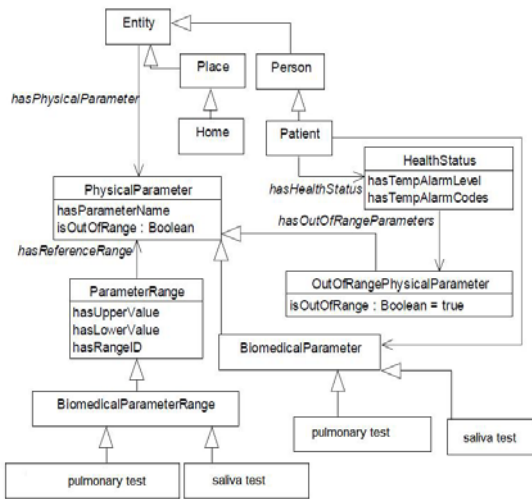 Entity
Place
Person
hasPhysicalParameter
Home
Patient
HealthStatus
hasTempAlarmLevel
hasTempAlarmCodes
hasHealthStatus
PhysicalParameter
hasParameterName
isOutOfRange : Boolean
hasOutOfRangeParameters
hasReferenceRange
OutOfRangePhysicalParameter
isOutOfRange : Boolean = true
ParameterRange
hasUpperValue
hasLowerValue
hasRangeID
BiomedicalParameter
BiomedicalParameterRange
pulmonary test
saliva test
pulmonary test
saliva test